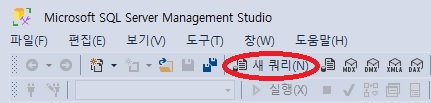 Microsoft SQL Server Management Studio
파일(F) 편집(E) 보기(V) 도구(T) 창(W) 도움말(H)
새 쿼리(N) MDX DMX XMLA DAX
실행(X)